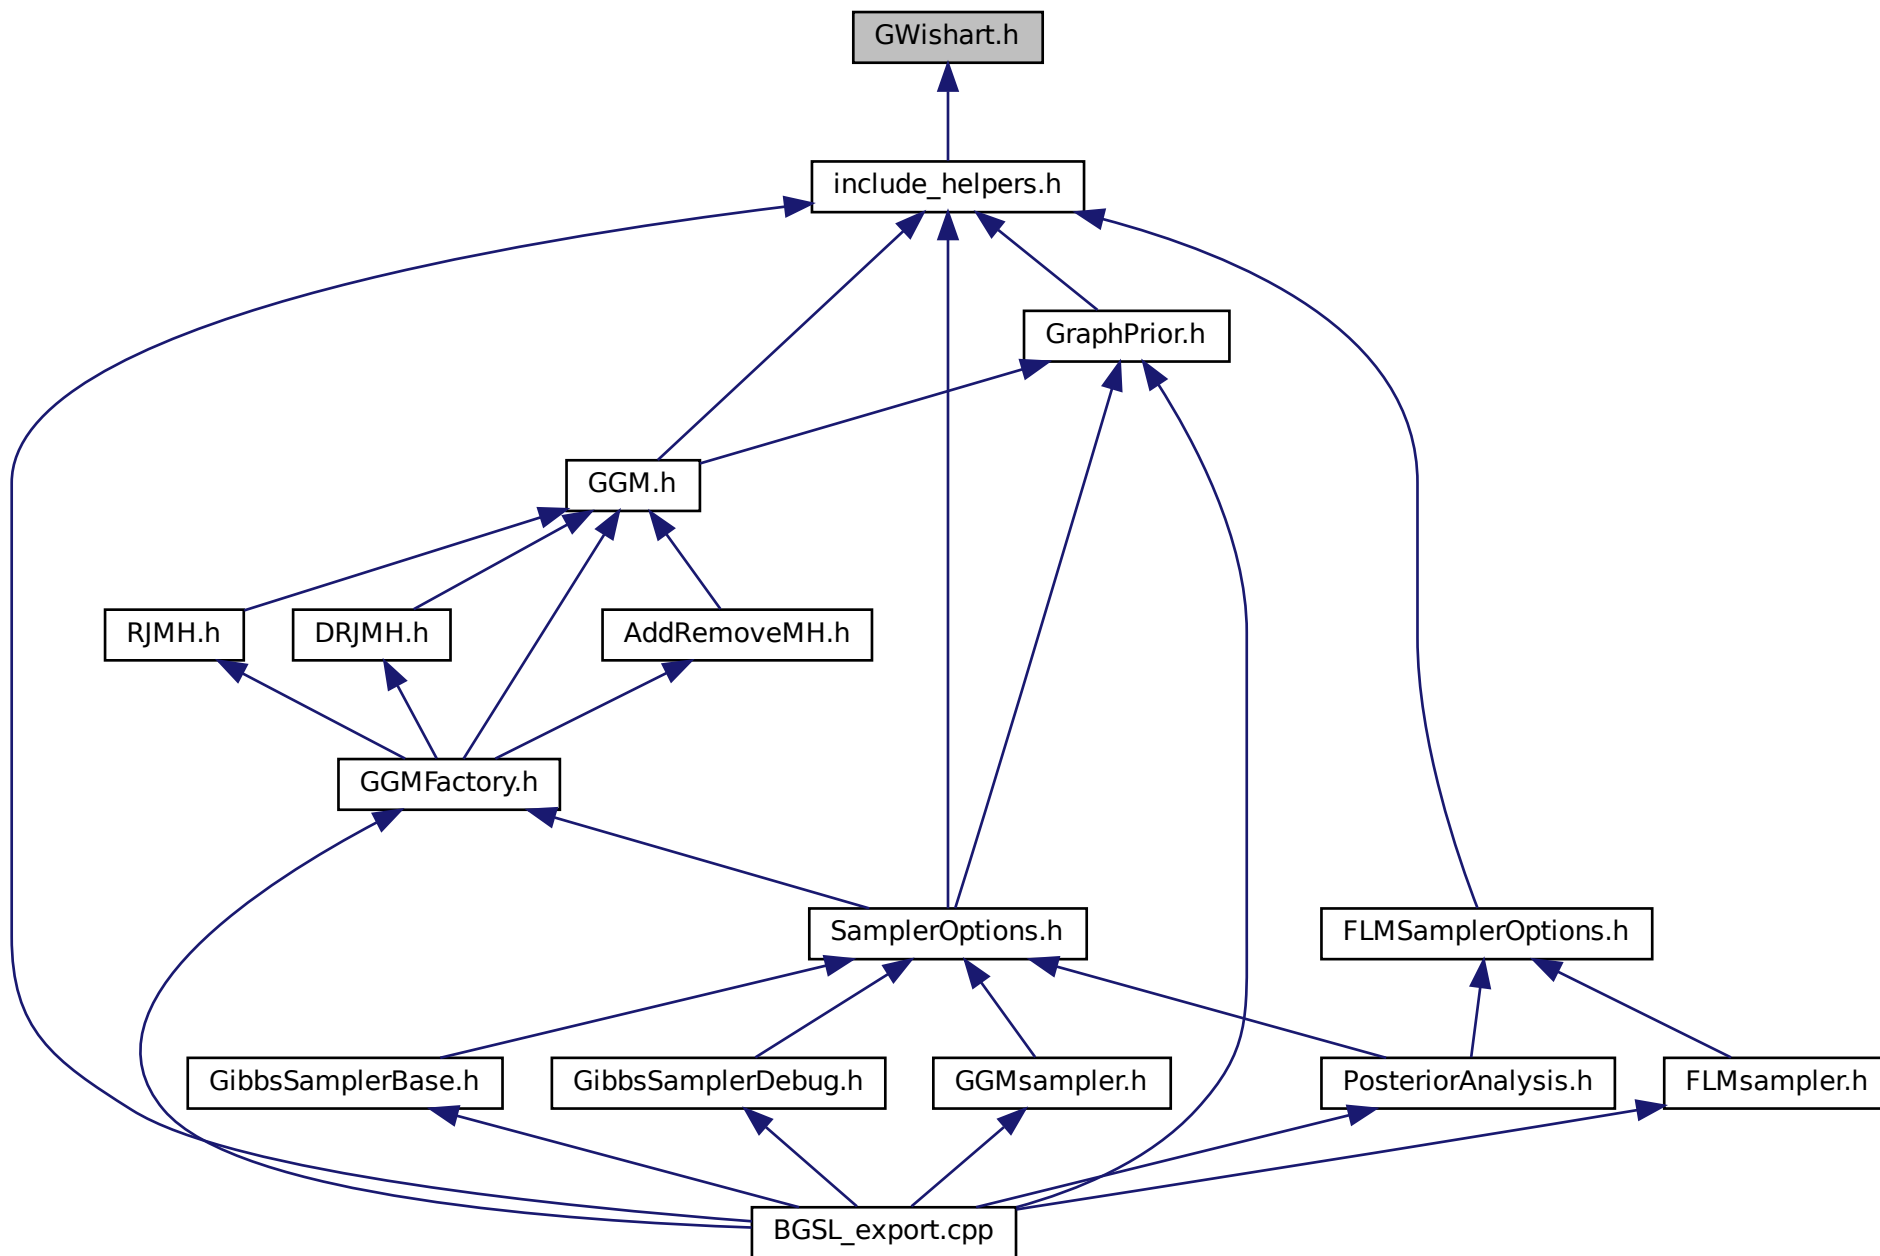 GWishart.h
include_helpers.h
GraphPrior.h
GGM.h
RJMH.h
DRJMH.h
AddRemoveMH.h
GGMFactory.h
SamplerOptions.h
FLMSamplerOptions.h
GibbsSamplerBase.h
GibbsSamplerDebug.h
GGMsampler.h
PosteriorAnalysis.h
FLMsampler.h
BGSL_export.cpp